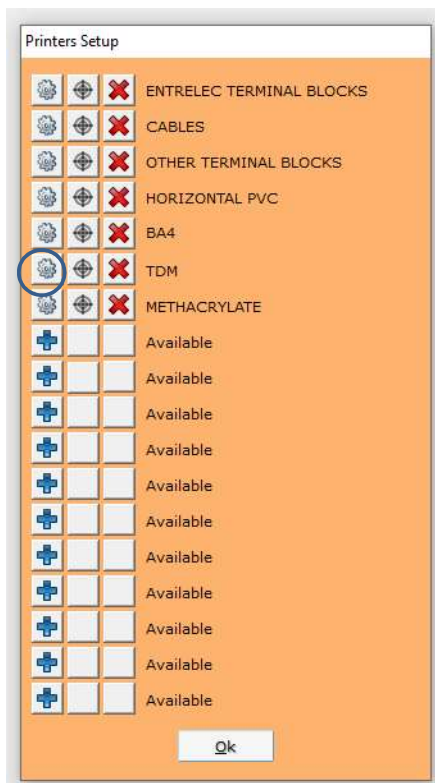 Printers Setup
ENTRELEC TERMINAL BLOCKS
CABLES
OTHER TERMINAL BLOCKS
HORIZONTAL PVC
BA4
TDM
METHACRYLATE
Available
Available
Available
Available
Available
Available
Available
Available
Available
Available
Available
Ok